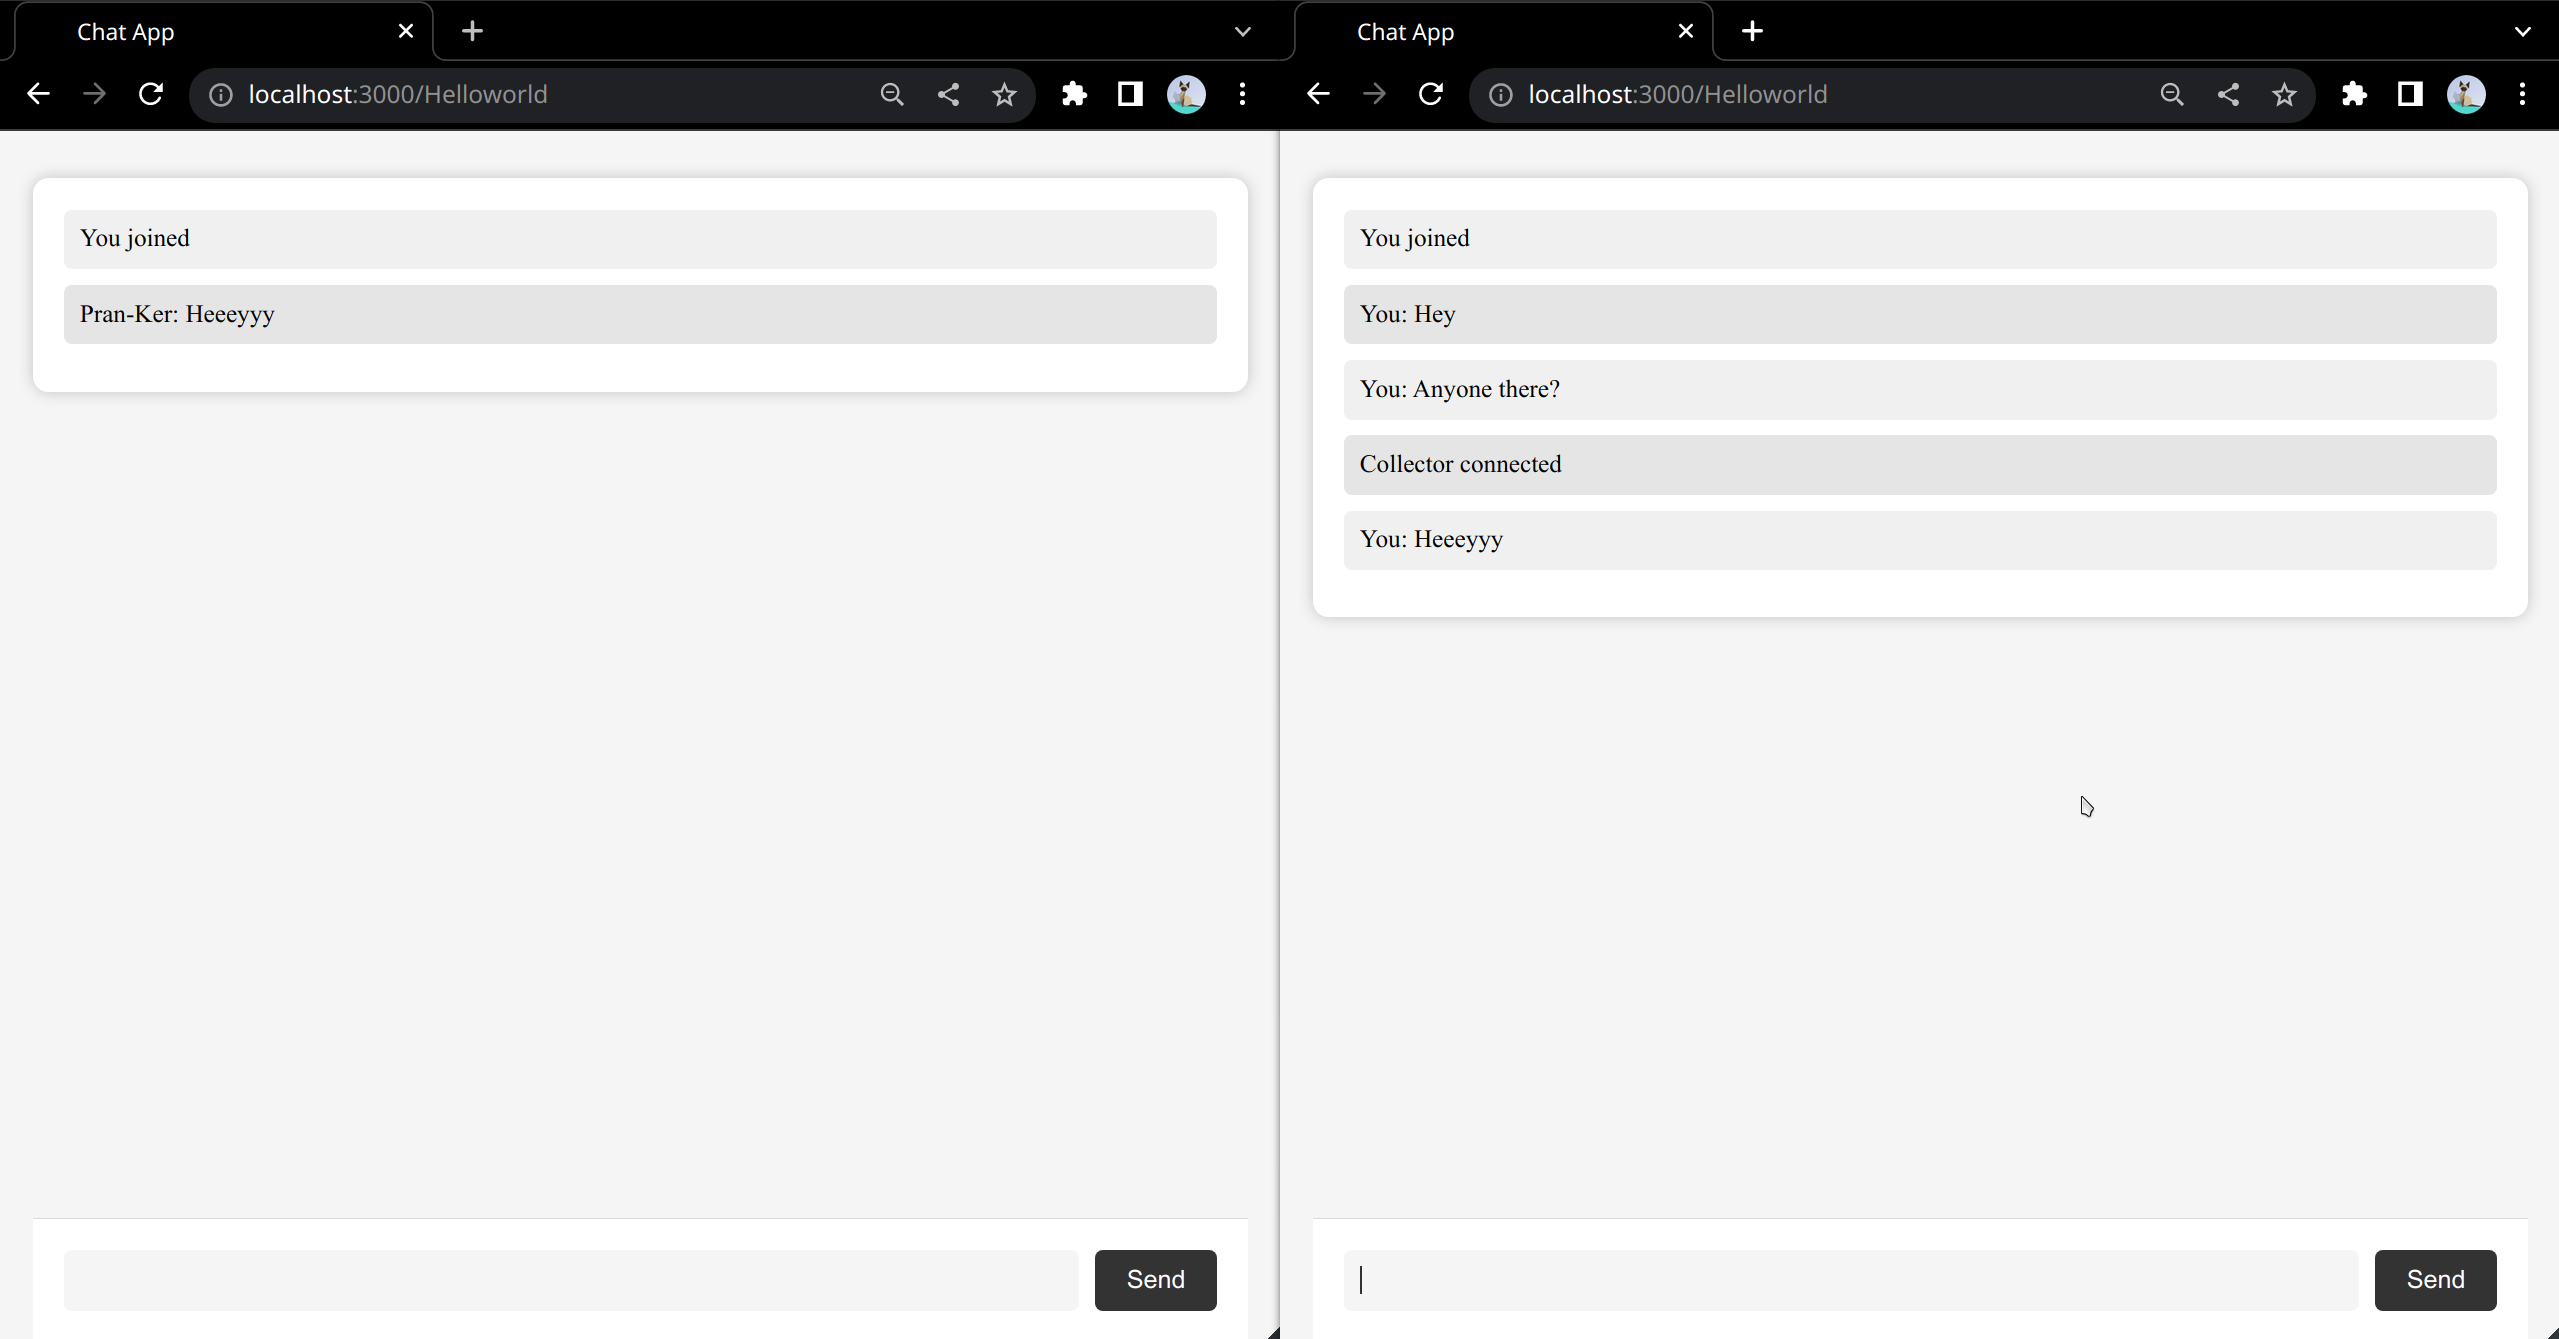 Chat App
localhost:3000/Helloworld
You joined
Pran-Ker: Heeeyyy
Send
Chat App
localhost:3000/Helloworld
You joined
You: Hey
You: Anyone there?
Collector connected
You: Heeeyyy
Send